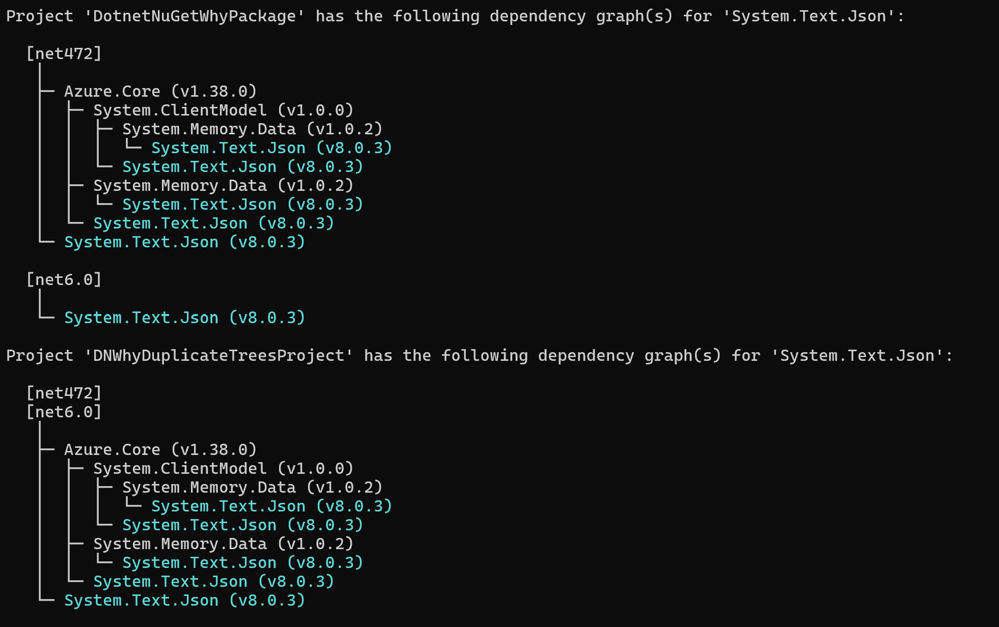 Project 'DotnetNuGetWhyPackage' has the following dependency graph(s) for 'System.Text.Json':
[net472]
Azure.Core (v1.38.0)
System.ClientModel (v1.0.0)
System.Memory.Data (v1.0.2)
System.Text.Json (v8.0.3)
System.Text.Json (v8.0.3)
System.Memory.Data (v1.0.2)
System.Text.Json (v8.0.3)
System.Text.Json (v8.0.3)
System.Text.Json (v8.0.3)
[net6.0]
System.Text.Json (v8.0.3)
Project 'DNWhyDuplicateTreesProject' has the following dependency graph(s) for 'System.Text.Json':
[net472]
[net6.0]
Azure.Core (v1.38.0)
System.ClientModel (v1.0.0)
System.Memory.Data (v1.0.2)
System.Text.Json (v8.0.3)
System.Text.Json (v8.0.3)
System.Memory.Data (v1.0.2)
System.Text.Json (v8.0.3)
System.Text.Json (v8.0.3)
System.Text.Json (v8.0.3)